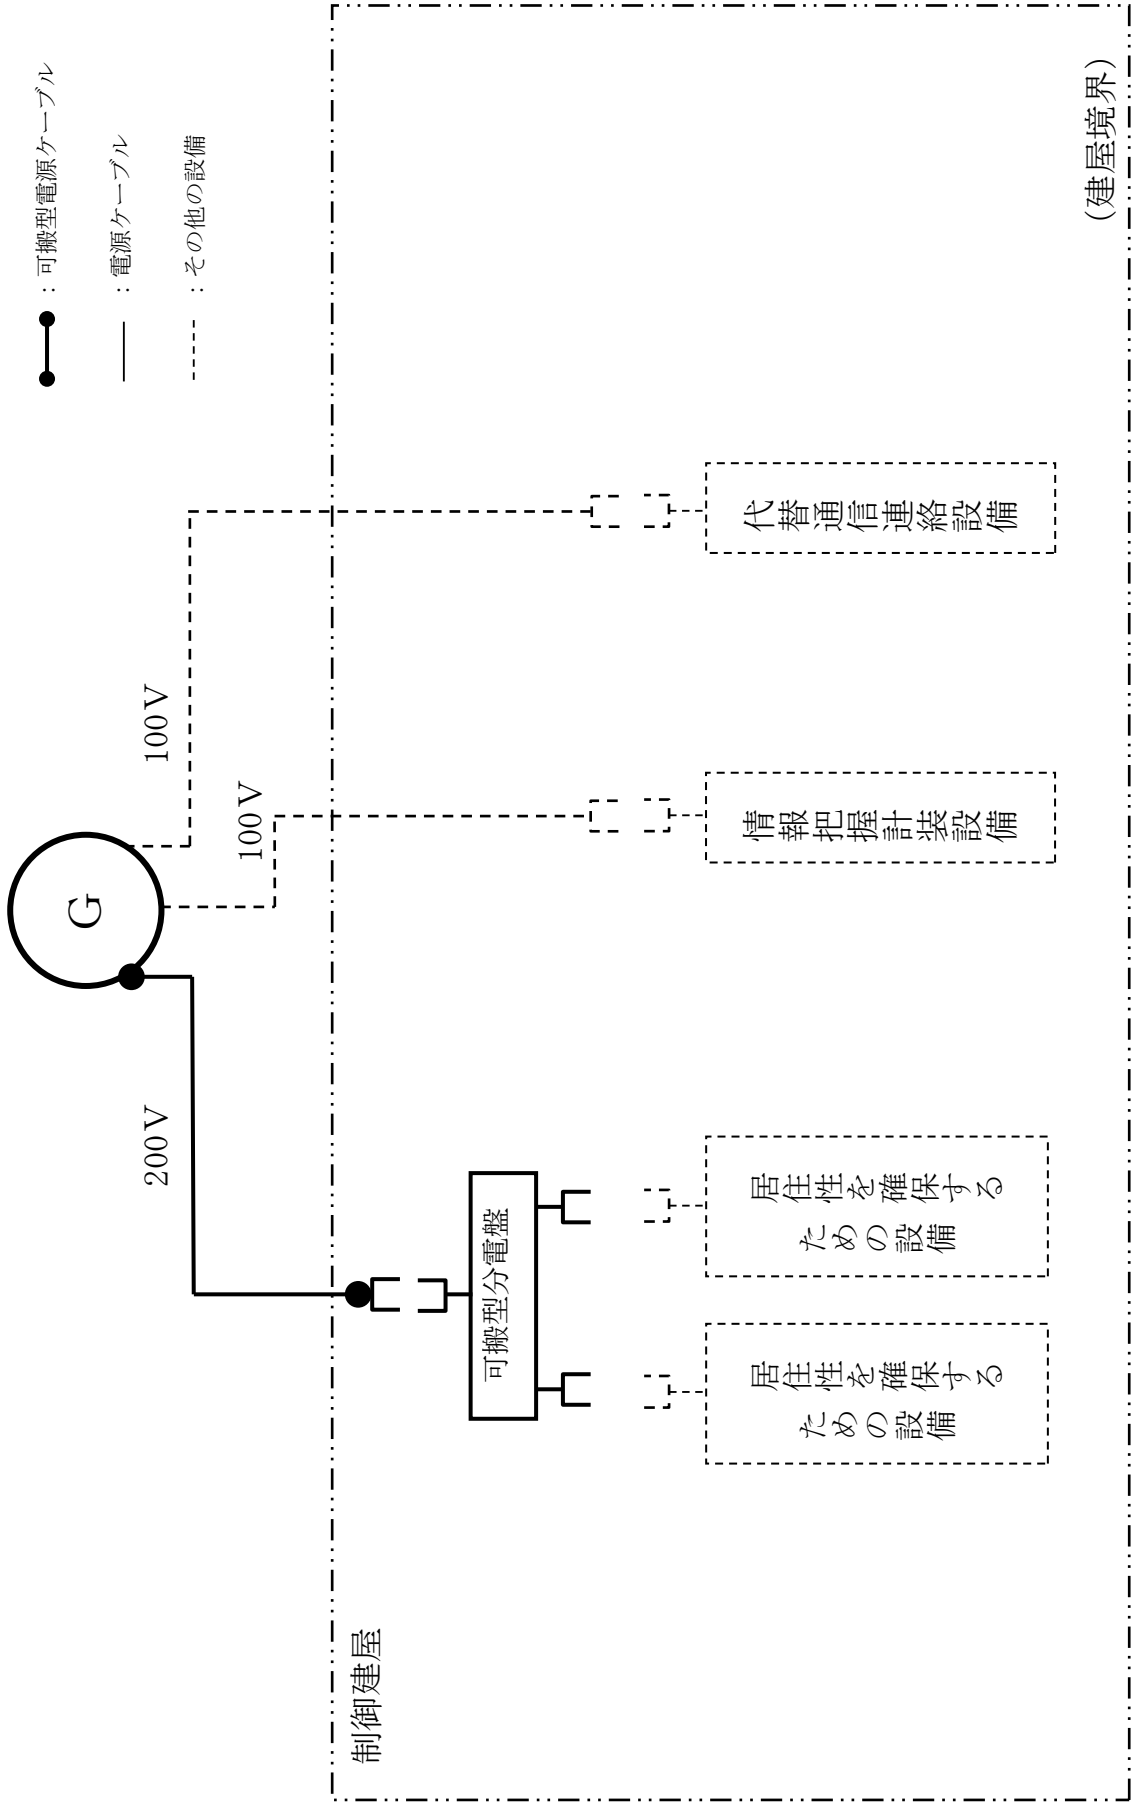 G
200V
100V
100V
：可搬型電源ケーブル
：電源ケーブル
：その他の設備
制御建屋
可搬型分電盤
居住性を確保する
ための設備
居住性を確保する
ための設備
情報把握計装設備
代替通信連絡設備
(建屋境界)